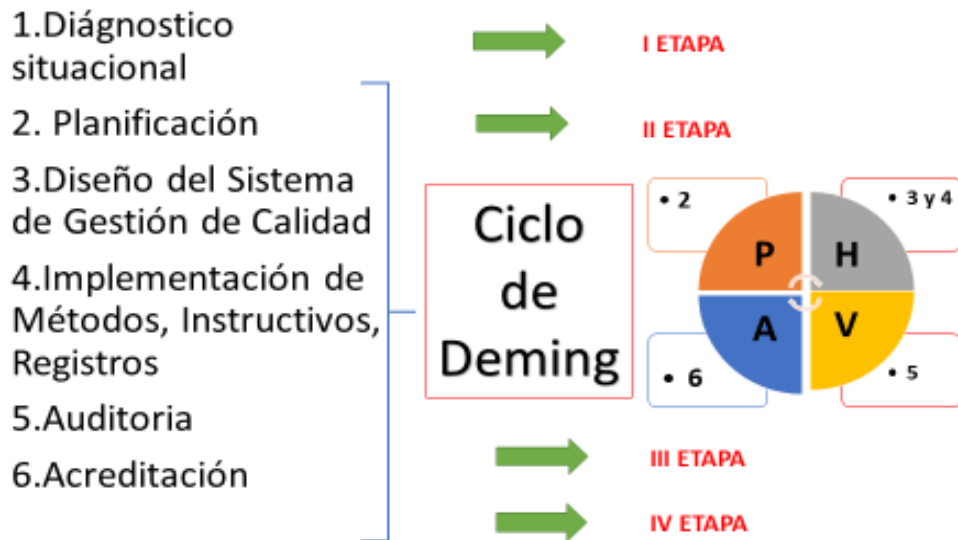 1.Diágnostico
situacional
2. Planificación
3.Diseño del Sistema
de Gestión de Calidad
4.Implementación de
Métodos, Instructivos,
Registros
5.Auditoria
6.Acreditación
I ETAPA
II ETAPA
Ciclo
de
Deming
• 2
• 3 y 4
P
H
A
V
• 6
• 5
III ETAPA
IV ETAPA